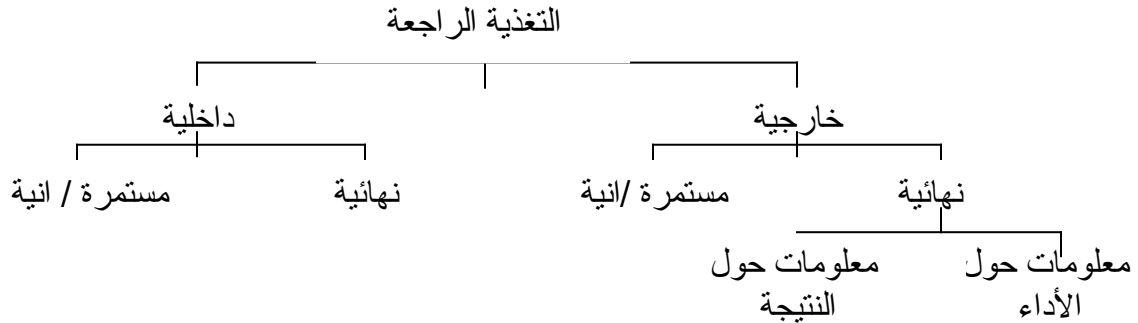 التغذية الراجعة
خارجية
داخلية
نهائية
مستمرة /انية
نهائية
مستمرة / انية
معلومات حول
الأداء
معلومات حول
النتيجة